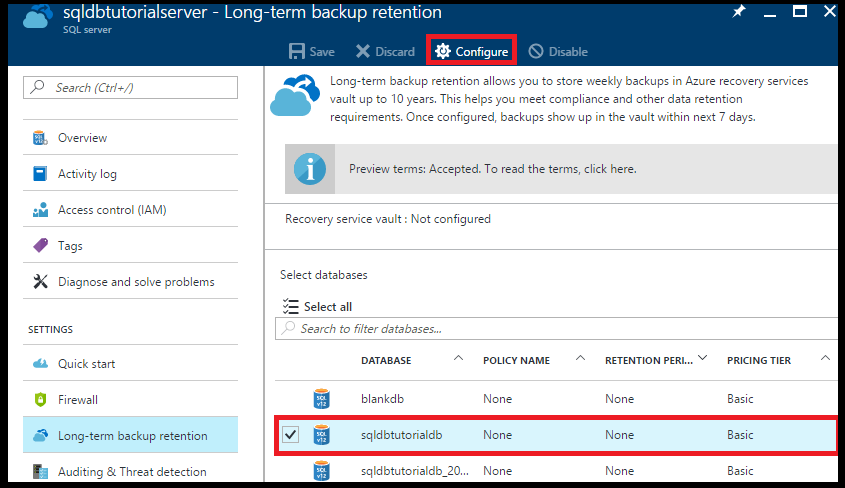 sqldbtutorialserver - Long-term backup retention
SQL server
Save Discard Configure Disable
Search (Ctrl+/)
Overview
Activity log
Access control (IAM)
Tags
Diagnose and solve problems
SETTINGS
Quick start
Firewall
Long-term backup retention
Auditing & Threat detection
Long-term backup retention allows you to store weekly backups in Azure recovery services
vault up to 10 years. This helps you meet compliance and other data retention
requirements. Once configured, backups show up in the vault within next 7 days.
Preview terms: Accepted. To read the terms, click here.
Recovery service vault : Not configured
Select databases
Select all
Search to filter databases...
DATABASE POLICY NAME RETENTION PERI... PRICING TIER
SQL v12 blankdb None None Basic
SQL v12 sqldbtutorialdb None None Basic
SQL v12 sqldbtutorialdb_20... None None Basic